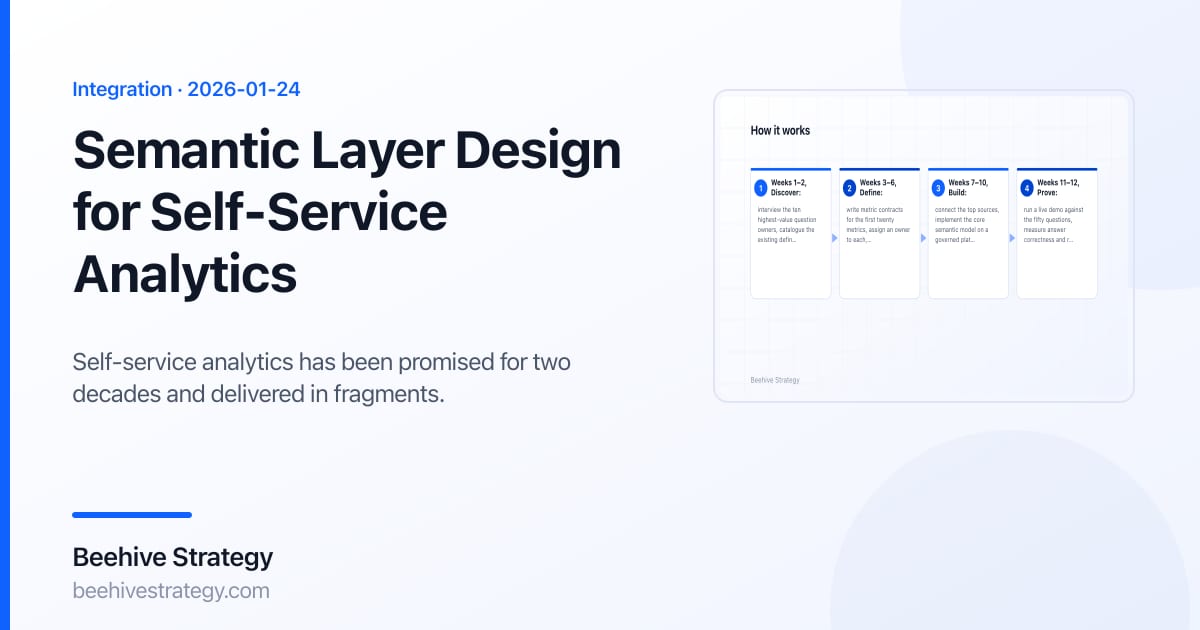 Integration · 2026-01-24
Semantic Layer Design
for Self-Service
Analytics
Self-service analytics has been promised for two
decades and delivered in fragments.
Beehive Strategy
beehivestrategy.com
How it works
1
Weeks 1–2,
Discover:
interview the ten
highest-value question
owners, catalogue the
existing defin...
2
Weeks 3–6,
Define:
write metric contracts
for the first twenty
metrics, assign an owner
to each,...
3
Weeks 7–10,
Build:
connect the top sources,
implement the core
semantic model on a
governed plat...
4
Weeks 11–12,
Prove:
run a live demo against
the fifty questions,
measure answer
correctness and r...
Beehive Strategy